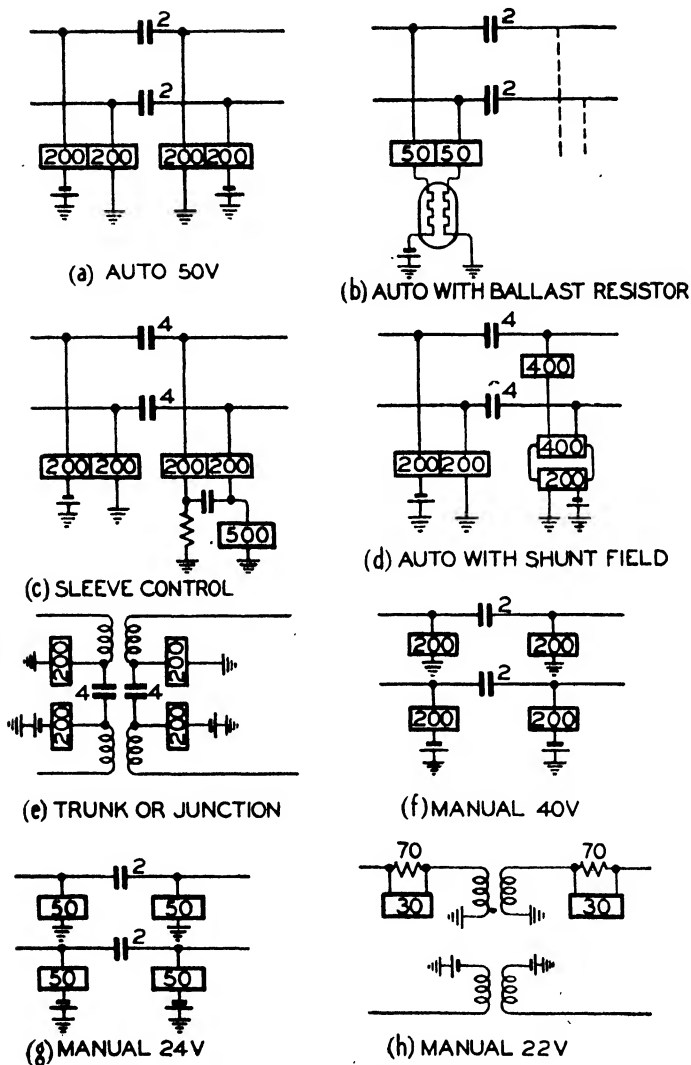 2
2
200 200 200 200
(a) AUTO 50V
2
2
50 50
(b) AUTO WITH BALLAST RESISTOR
4
4
200 200 200 200
500
(c) SLEEVE CONTROL
4
4
400
400
200 200 200
(d) AUTO WITH SHUNT FIELD
200 200
4 4
200 200
(e) TRUNK OR JUNCTION
2
200 200
2
200 200
(f) MANUAL 40V
2
50 50
2
50 50
(g) MANUAL 24V
70 70
30 30
(h) MANUAL 22V